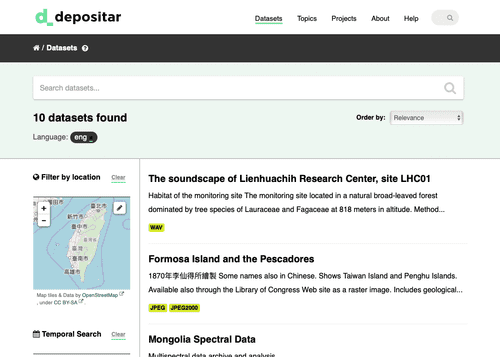 d_ depositar
Datasets Topics Projects About Help
/ Datasets
Search datasets...
10 datasets found
Order by: Relevance
Language: eng
Filter by location Clear
+
−
新竹市
臺中市
臺南市
高雄市
Map tiles & Data by OpenStreetMap
, under CC BY-SA .
Temporal Search Clear
The soundscape of Lienhuachih Research Center, site LHC01
Habitat of the monitoring site The monitoring site located in a natural broad-leaved forest
dominated by tree species of Lauraceae and Fagaceae at 818 meters in altitude. Method...
WAV
Formosa Island and the Pescadores
1870年李仙得所繪製 Some names also in Chinese. Shows Taiwan Island and Penghu Islands.
Available also through the Library of Congress Web site as a raster image. Includes geological...
JPEG JPEG2000
Mongolia Spectral Data
Multispectral data archive and analysis